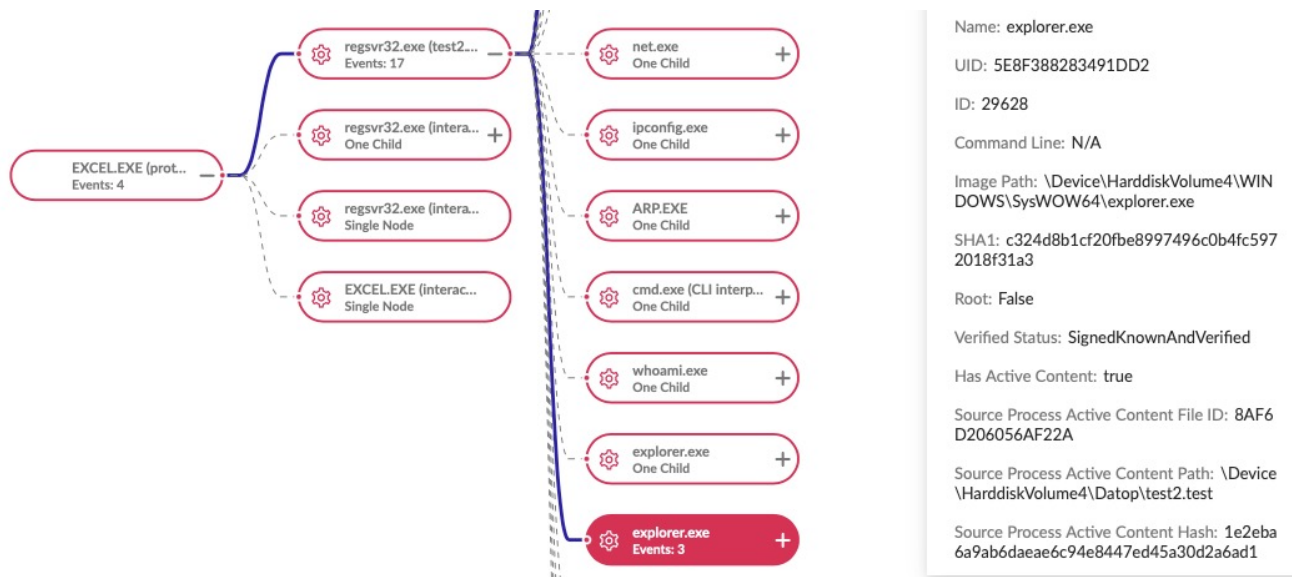 EXCEL.EXE (prot...
Events: 4
regsvr32.exe (test2....
Events: 17
regsvr32.exe (intera...
One Child
regsvr32.exe (intera...
Single Node
EXCEL.EXE (interac...
Single Node
net.exe
One Child
ipconfig.exe
One Child
ARP.EXE
One Child
cmd.exe (CLI interp...
One Child
whoami.exe
One Child
explorer.exe
One Child
explorer.exe
Events: 3
Name: explorer.exe
UID: 5E8F388283491DD2
ID: 29628
Command Line: N/A
Image Path: \Device\HarddiskVolume4\WIN
DOWS\SysWOW64\explorer.exe
SHA1: c324d8b1cf20fbe8997496c0b4fc597
2018f31a3
Root: False
Verified Status: SignedKnownAndVerified
Has Active Content: true
Source Process Active Content File ID: 8AF6
D206056AF22A
Source Process Active Content Path: \Device
\HarddiskVolume4\Datop\test2.test
Source Process Active Content Hash: 1e2eba
6a9ab6daeae6c94e8447ed45a30d2a6ad1